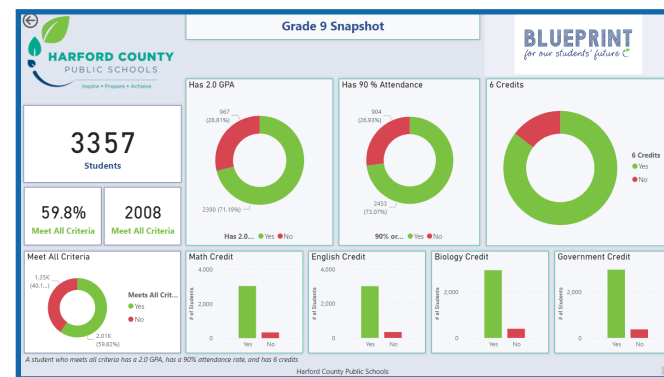 Grade 9 Snapshot
HARFORD COUNTY
PUBLIC SCHOOLS
Inspire • Prepare • Achieve
BLUEPRINT
for our students' future
3357
Students
59.8%
Meet All Criteria
2008
Meet All Criteria
Has 2.0 GPA
967
(28.81%)
2390 (71.19%)
Has 2.0... Yes No
Has 90 % Attendance
904
(26.93%)
2453
(73.07%)
90% or... Yes No
6 Credits
6 Credits
Yes
No
Meet All Criteria
1.35K
(40.1...)
2.01K
(59.82%)
Meets All Crit...
Yes
No
Math Credit
# of Students
4,000
2,000
0
Yes No
English Credit
# of Students
4,000
2,000
0
Yes No
Biology Credit
# of Students
2,000
0
Yes No
Government Credit
# of Students
2,000
0
Yes No
A student who meets all criteria has a 2.0 GPA, has a 90% attendance rate, and has 6 credits
Harford County Public Schools